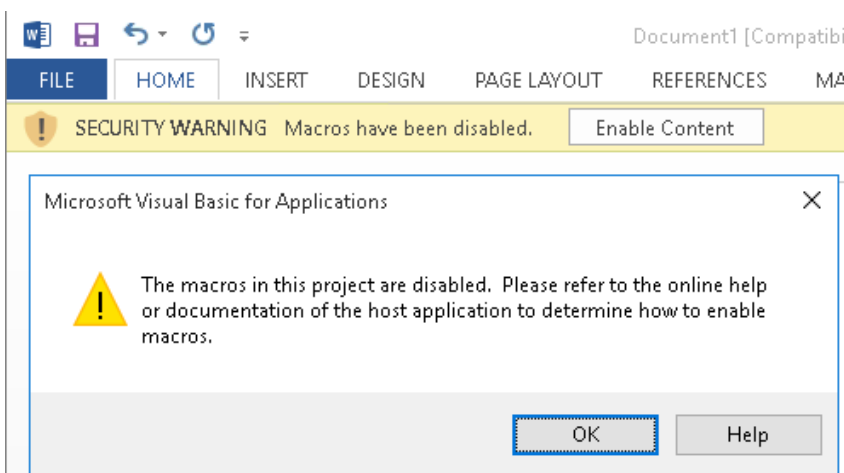 Document1 [Compatibi
FILE HOME INSERT DESIGN PAGE LAYOUT REFERENCES MA
! SECURITY WARNING Macros have been disabled. Enable Content
Microsoft Visual Basic for Applications
The macros in this project are disabled. Please refer to the online help
or documentation of the host application to determine how to enable
macros.
OK Help